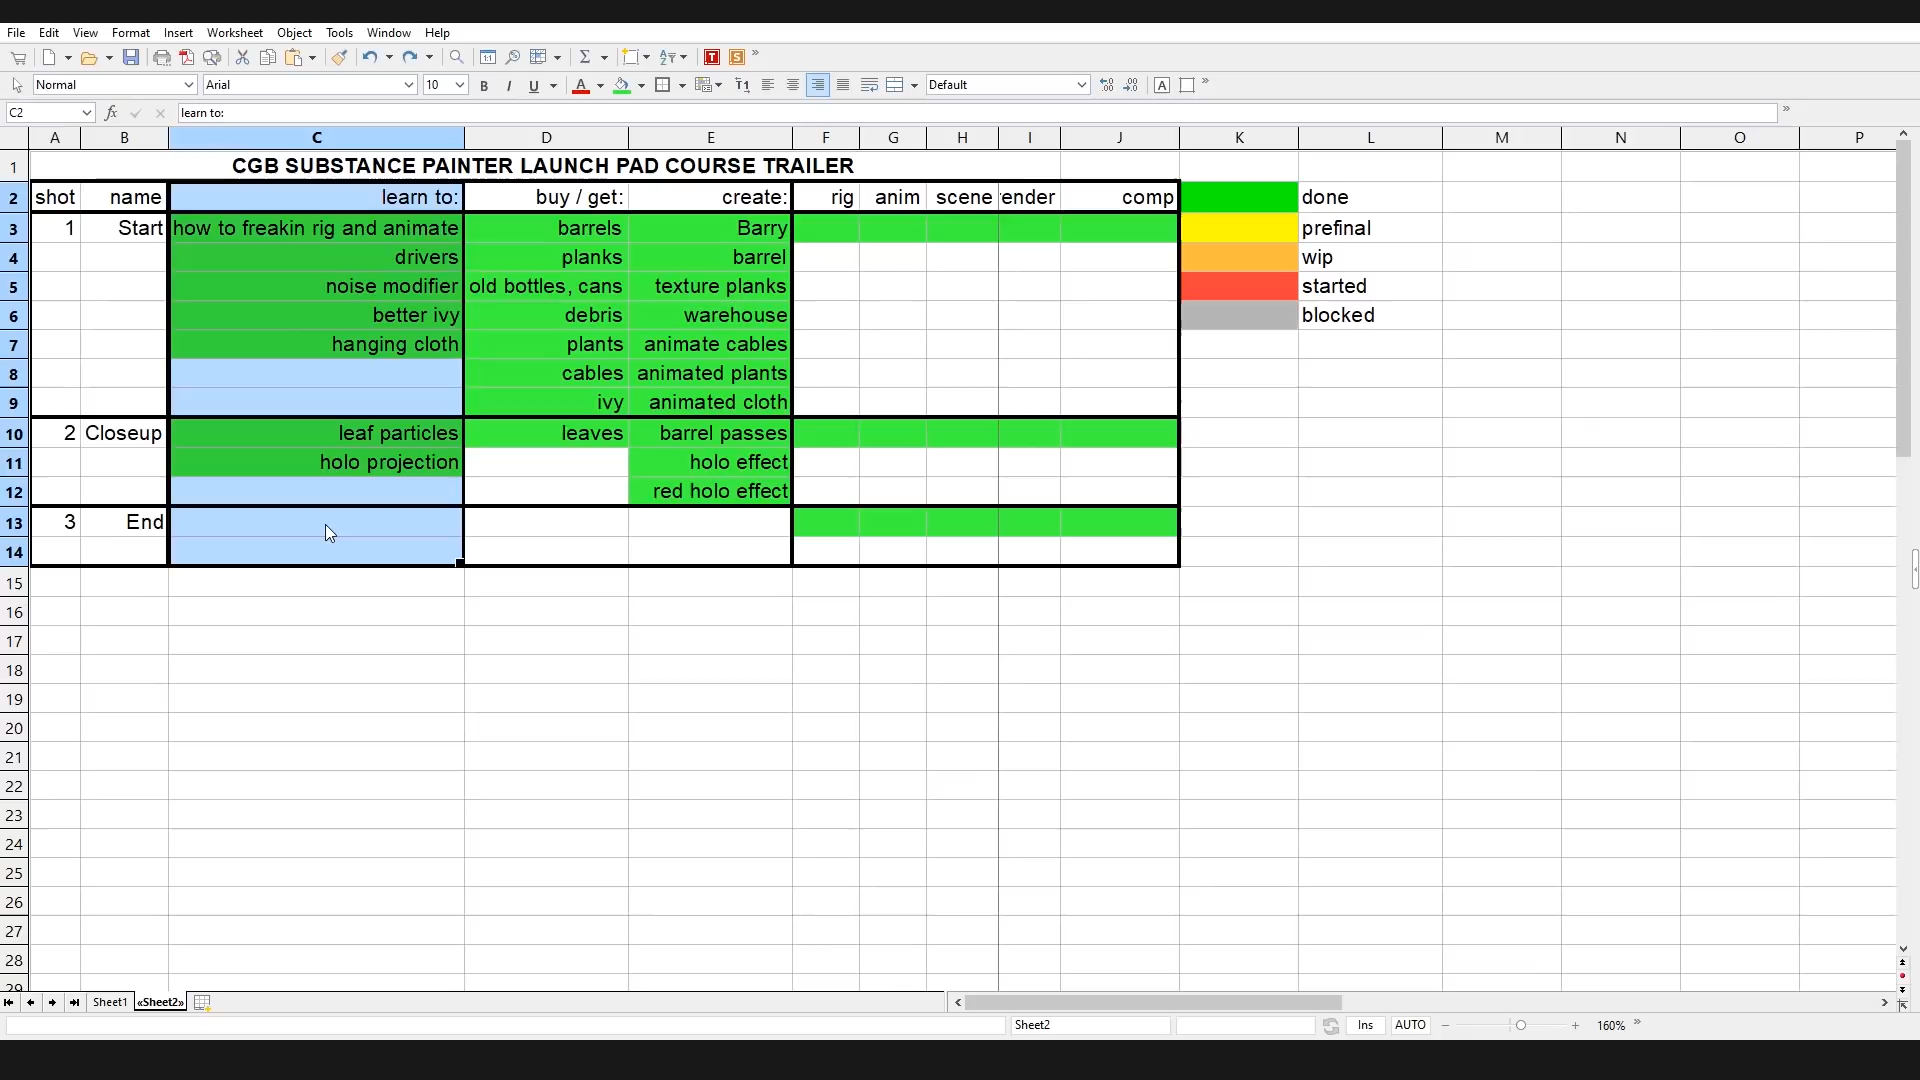 File Edit View Format Insert Worksheet Object Tools Window Help
Normal Arial 10 B I U A Default A
C2 fx learn to:
A B C D E F G H I J K L M N O P
1 CGB SUBSTANCE PAINTER LAUNCH PAD COURSE TRAILER
2 shot name learn to: buy / get: create: rig anim scene render comp done
3 1 Start how to freakin rig and animate barrels Barry prefinal
4 drivers planks barrel wip
5 noise modifier old bottles, cans texture planks started
6 better ivy debris warehouse blocked
7 hanging cloth plants animate cables
8 cables animated plants
9 ivy animated cloth
10 2 Closeup leaf particles leaves barrel passes
11 holo projection holo effect
12 red holo effect
13 3 End
14
15
16
17
18
19
20
21
22
23
24
25
26
27
28
29
Sheet1 «Sheet2»
Sheet2 Ins AUTO 160%